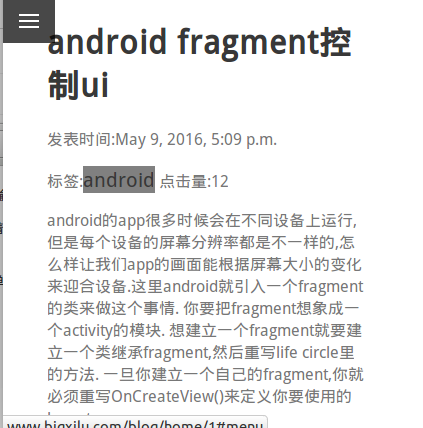 android fragment控
制ui
发表时间:May 9, 2016, 5:09 p.m.
标签:android 点击量:12
android的app很多时候会在不同设备上运行,
但是每个设备的屏幕分辨率都是不一样的,怎
么样让我们app的画面能根据屏幕大小的变化
来迎合设备.这里android就引入一个fragment
的类来做这个事情. 你要把fragment想象成一
个activity的模块. 想建立一个fragment就要建
立一个类继承fragment,然后重写life circle里
的方法. 一旦你建立一个自己的fragment,你就
必须重写OnCreateView()来定义你要使用的
www.bigxilu.com/blog/home/1#menu